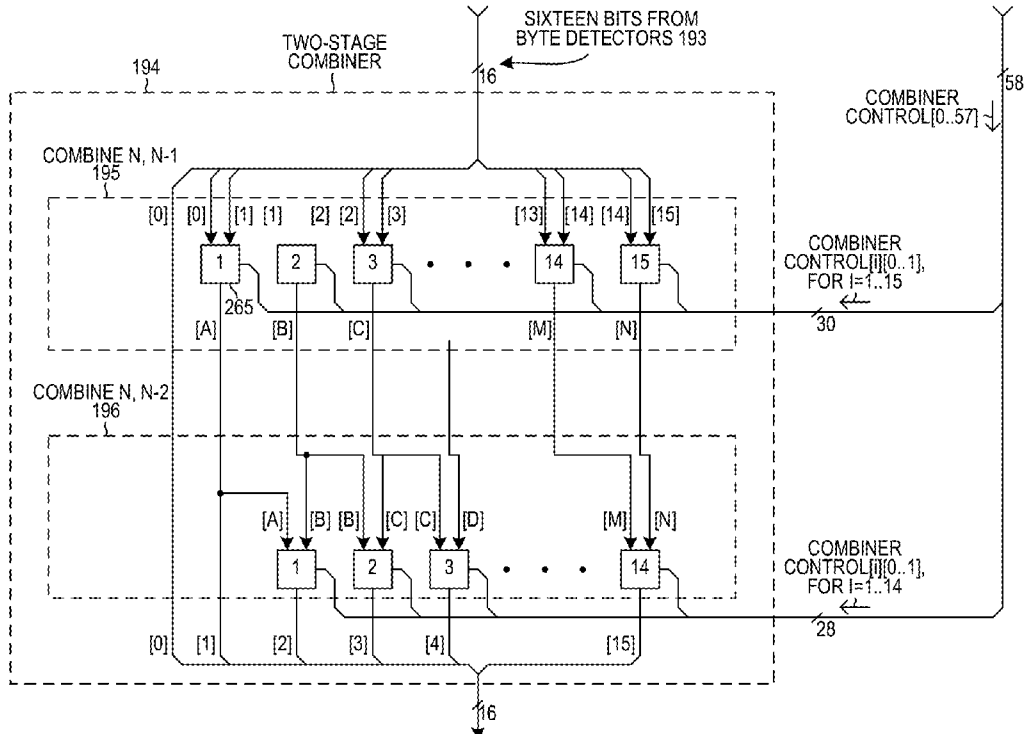 SIXTEEN BITS FROM
BYTE DETECTORS 193
TWO-STAGE
COMBINER
194
16
58
COMBINER
CONTROL[0..57]
COMBINE N, N-1
195
[0] [0] [1] [1] [2] [2] [3] [13] [14] [14] [15]
1 2 3 • • • 14 15
265
COMBINER
CONTROL[i][0..1],
FOR I=1..15
30
[A] [B] [C] [M] [N]
COMBINE N, N-2
196
[A] [B] [B] [C] [C] [D] [M] [N]
1 2 3 • • • 14
COMBINER
CONTROL[i][0..1],
FOR I=1..14
28
[0] [1] [2] [3] [4] [15]
16